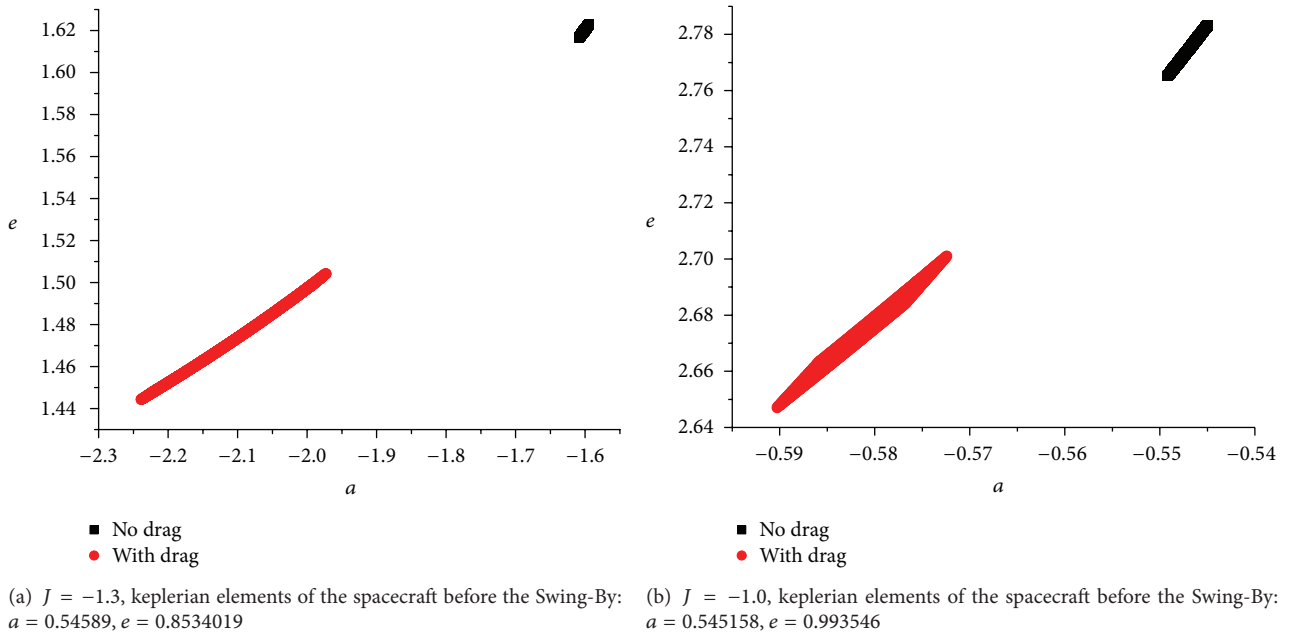 1.62
1.60
1.58
1.56
1.54
1.52
e
1.50
1.48
1.46
1.44
−2.3 −2.2 −2.1 −2.0 −1.9 −1.8 −1.7 −1.6
a
No drag
With drag
(a) J = −1.3, keplerian elements of the spacecraft before the Swing-By:
a = 0.54589, e = 0.8534019
2.78
2.76
2.74
2.72
e
2.70
2.68
2.66
2.64
−0.59 −0.58 −0.57 −0.56 −0.55 −0.54
a
No drag
With drag
(b) J = −1.0, keplerian elements of the spacecraft before the Swing-By:
a = 0.545158, e = 0.993546